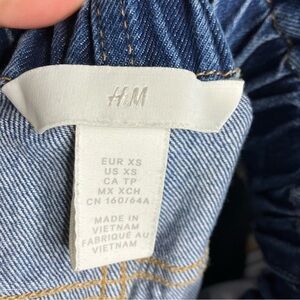 H&M
EUR XS
US XS
CA TP
MX XCH
CN 160/64A
MADE IN
VIETNAM
FABRIQUÉ AU
VIETNAM